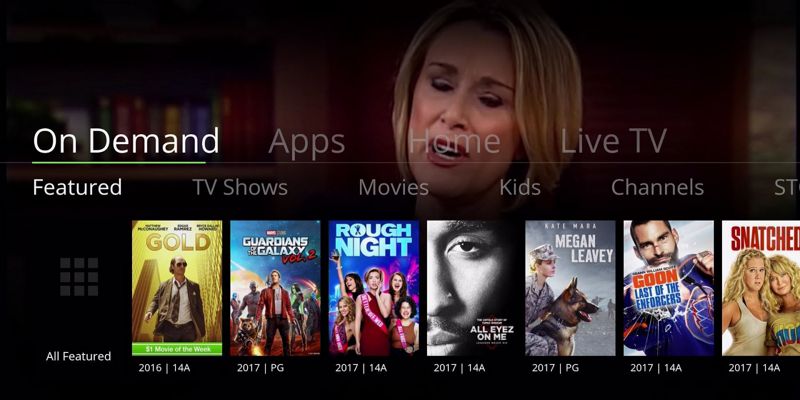 On Demand Apps Home Live TV
Featured TV Shows Movies Kids Channels
All Featured
MATTHEW McCONAUGHEY EDGAR RAMIREZ BRYCE DALLAS HOWARD
GOLD
$1 Movie of the Week
2016 | 14A
GUARDIANS
OF THE GALAXY
VOL. 2
2017 | PG
ROUGH
NIGHT
2017 | 14A
ALL EYEZ
ON ME
2017 | 14A
KATE MARA
MEGAN
LEAVEY
2017 | PG
GOON
LAST OF THE
ENFORCERS
2017 | 14A
SNATCHED
2017 | 14A